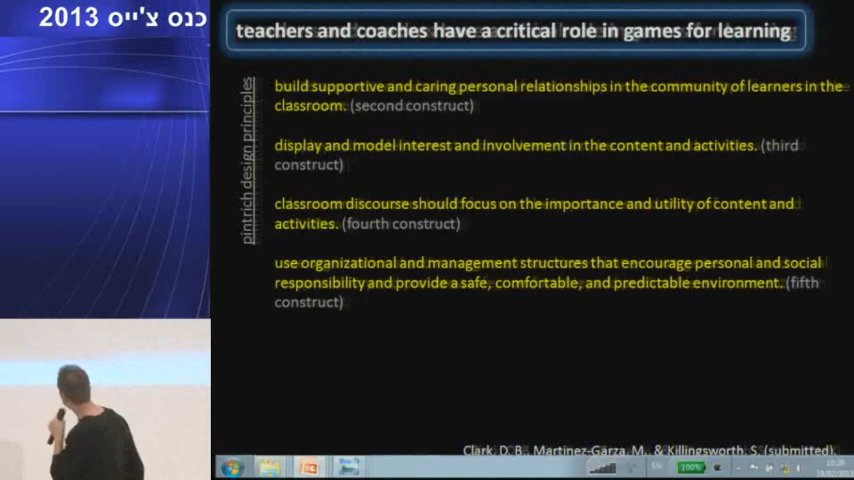 כנס צ'ייס 2013
teachers and coaches have a critical role in games for learning
pintrich design principles
build supportive and caring personal relationships in the community of learners in the
classroom. (second construct)
display and model interest and involvement in the content and activities. (third
construct)
classroom discourse should focus on the importance and utility of content and
activities. (fourth construct)
use organizational and management structures that encourage personal and social
responsibility and provide a safe, comfortable, and predictable environment. (fifth
construct)
Clark, D. B., Martinez-Garza, M., & Killingsworth, S. (submitted).
EN
100%